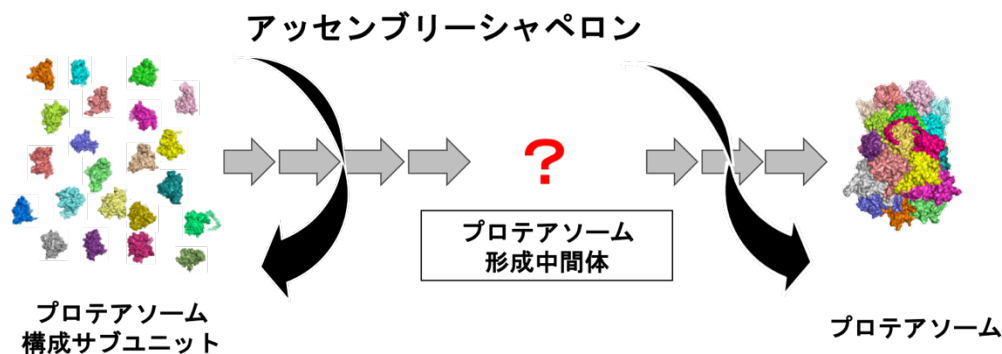 アッセンブリーシャペロン
?
プロテアソーム
形成中間体
プロテアソーム
構成サブユニット
プロテアソーム